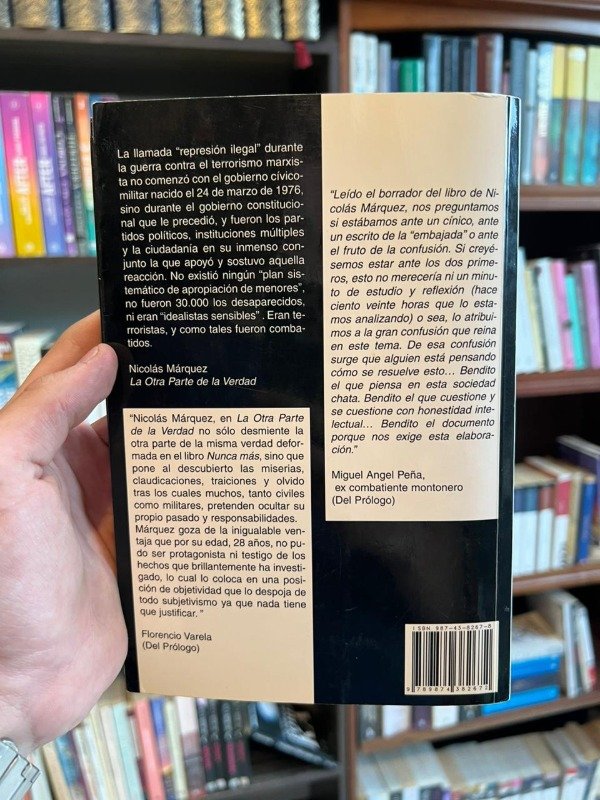 La llamada “represión ilegal” durante
la guerra contra el terrorismo marxis-
ta no comenzó con el gobierno cívico-
militar nacido el 24 de marzo de 1976,
sino durante el gobierno constitucional
que le precedió, y fueron los par-
tidos políticos, instituciones múltiples
y la ciudadanía en su inmenso con-
junto la que apoyó y sostuvo aquella
reacción. No existió ningún “plan sis-
temático de apropiación de menores”,
no fueron 30.000 los desaparecidos,
ni eran “idealistas sensibles”. Eran te-
rroristas, y como tales fueron comba-
tidos.
Nicolás Márquez
La Otra Parte de la Verdad
“Nicolás Márquez, en La Otra Parte
de la Verdad no sólo desmiente la
otra parte de la misma verdad defor-
mada en el libro Nunca más, sino que
pone al descubierto las miserias,
claudicaciones, traiciones y olvido
tras los cuales muchos, tanto civiles
como militares, pretenden ocultar su
propio pasado y responsabilidades.
Márquez goza de la inigualable ven-
taja que por su edad, 28 años, no pu-
do ser protagonista ni testigo de los
hechos que brillantemente ha investi-
gado, lo cual lo coloca en una posi-
ción de objetividad que lo despoja de
todo subjetivismo ya que nada tiene
que justificar.”
Florencio Varela
(Del Prólogo)
“Leído el borrador del libro de Ni-
colás Márquez, nos preguntamos
si estábamos ante un cínico, ante
un escrito de la “embajada” o ante
el fruto de la confusión. Si creyé-
semos estar ante los dos prime-
ros, esto no merecería ni un minu-
to de estudio y reflexión (hace
ciento veinte horas que lo esta-
mos analizando) o sea, lo atribui-
mos a la gran confusión que reina
en este tema. De esa confusión
surge que alguien está pensando
cómo se resuelve esto... Bendito
el que piensa en esta sociedad
chata. Bendito el que cuestione y
se cuestione con honestidad inte-
lectual... Bendito el documento
porque nos exige esta elabora-
ción.”
Miguel Angel Peña,
ex combatiente montonero
(Del Prólogo)
ISBN 987-43-8267-8
9 789874 382672